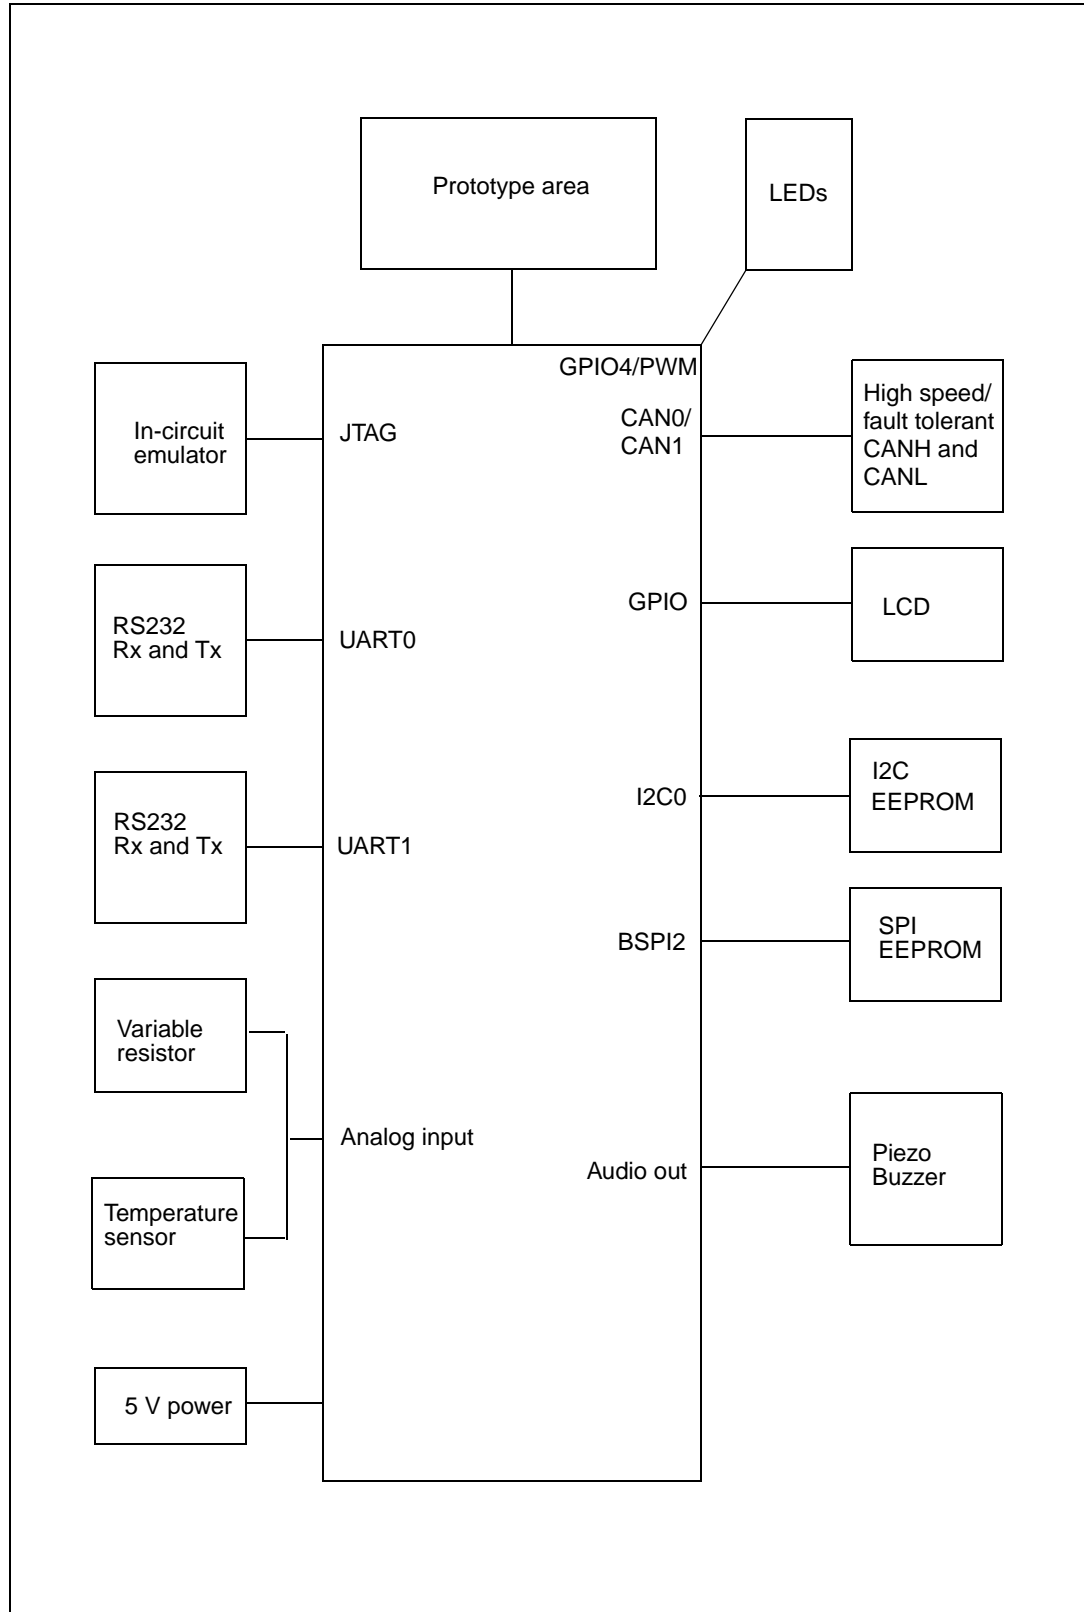 Prototype area
LEDs
GPIO4/PWM
In-circuit
emulator
JTAG
CAN0/
CAN1
High speed/
fault tolerant
CANH and
CANL
RS232
Rx and Tx
UART0
GPIO
LCD
RS232
Rx and Tx
UART1
I2C0
I2C
EEPROM
BSPI2
SPI
EEPROM
Variable
resistor
Analog input
Temperature
sensor
Audio out
Piezo
Buzzer
5 V power